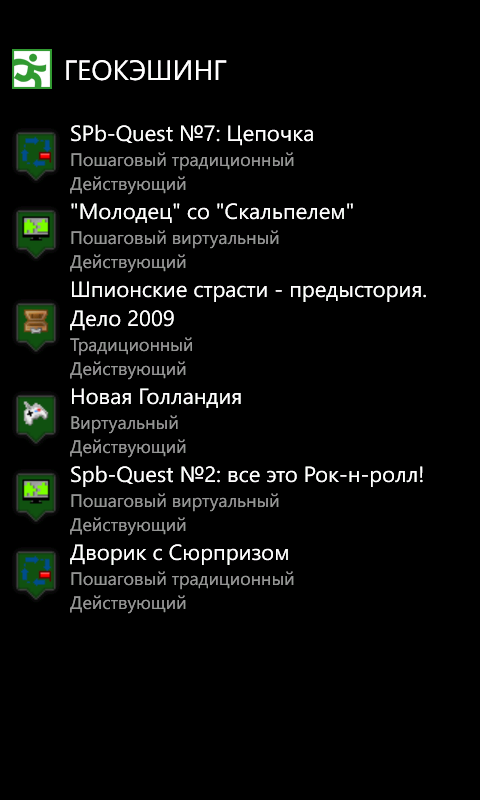 ГЕОКЭШИНГ
SPb-Quest №7: Цепочка
Пошаговый традиционный
Действующий
"Молодец" со "Скальпелем"
Пошаговый виртуальный
Действующий
Шпионские страсти - предыстория.
Дело 2009
Традиционный
Действующий
Новая Голландия
Виртуальный
Действующий
Spb-Quest №2: все это Рок-н-ролл!
Пошаговый виртуальный
Действующий
Дворик с Сюрпризом
Пошаговый традиционный
Действующий